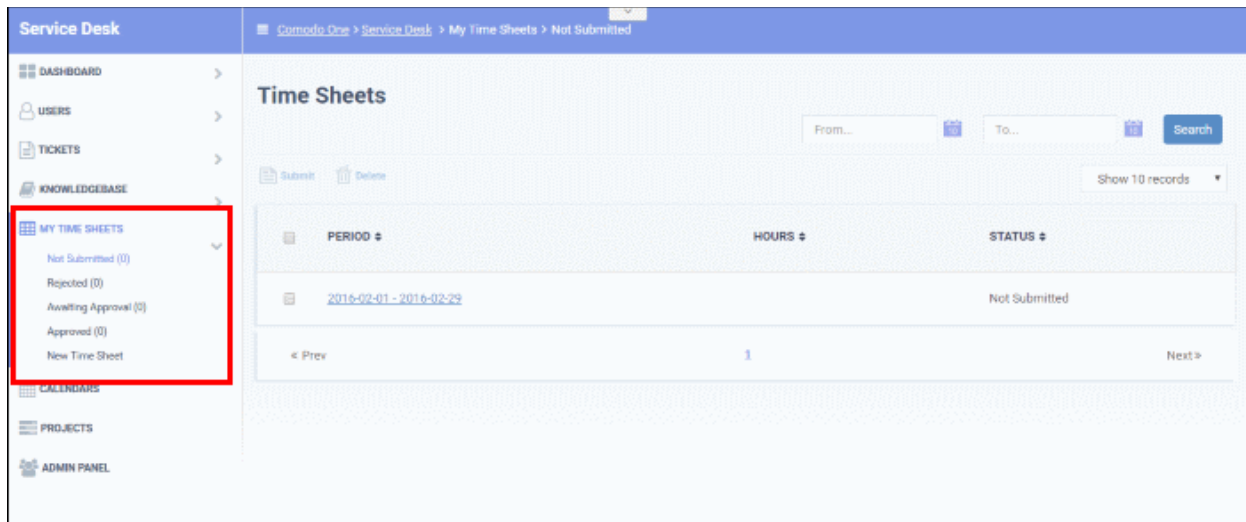 Service Desk
Comodo One > Service Desk > My Time Sheets > Not Submitted
DASHBOARD
USERS
TICKETS
KNOWLEDGEBASE
MY TIME SHEETS
Not Submitted (0)
Rejected (0)
Awaiting Approval (0)
Approved (0)
New Time Sheet
CALENDARS
PROJECTS
ADMIN PANEL
Time Sheets
From... 10 To... 10 Search
Submit Delete Show 10 records
PERIOD HOURS STATUS
2016-02-01 - 2016-02-29 Not Submitted
« Prev 1 Next »